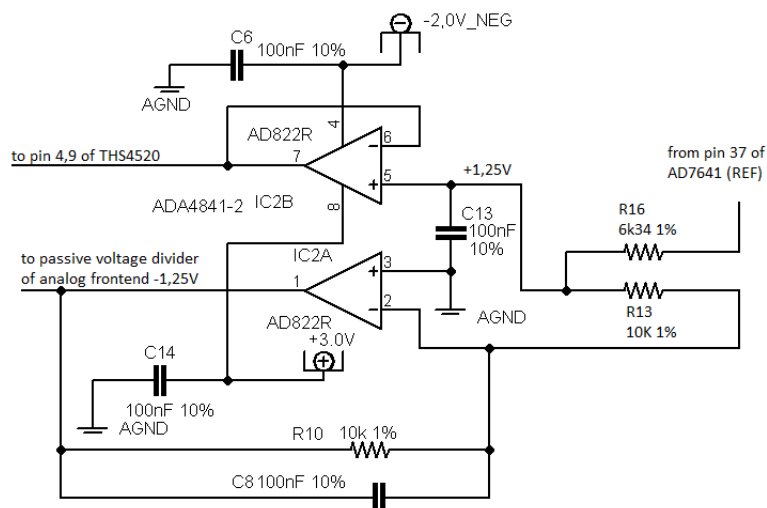 -2,0V_NEG
C6
100nF 10%
AGND
4
AD822R
6
to pin 4,9 of THS4520
7
5
+1,25V
from pin 37 of
AD7641 (REF)
ADA4841-2
IC2B
8
C13
100nF
10%
R16
6k34 1%
to passive voltage divider
of analog frontend -1,25V
IC2A
1
3
2
AGND
R13
10K 1%
AD822R
+3.0V
C14
100nF 10%
AGND
R10
10k 1%
C8
100nF 10%